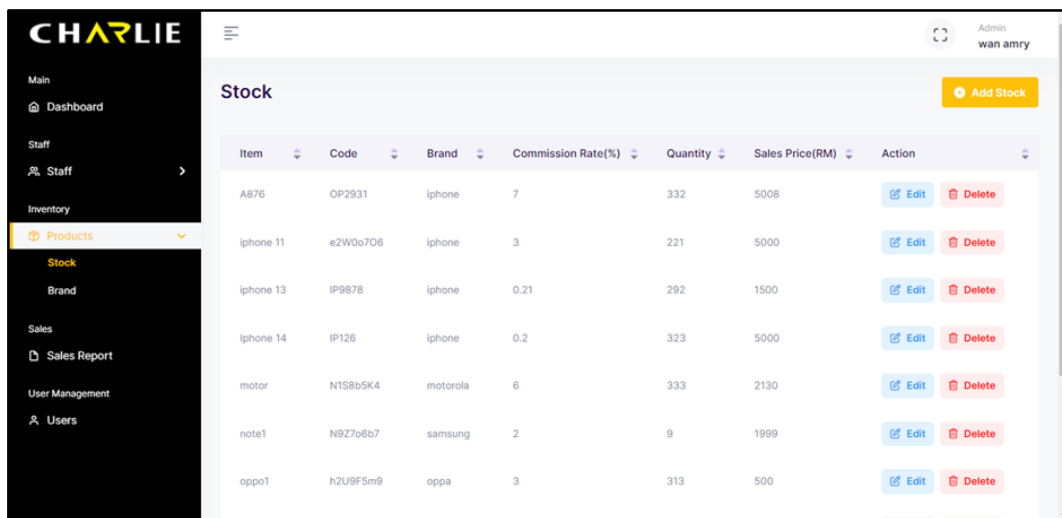 CHARLIE
Admin
wan amry
Main
Dashboard
Staff
Staff
Inventory
Products
Stock
Brand
Sales
Sales Report
User Management
Users
Stock
Add Stock
Item Code Brand Commission Rate(%) Quantity Sales Price(RM) Action
A876 OP2931 iphone 7 332 5008 Edit Delete
iphone 11 e2W0o7O6 iphone 3 221 5000 Edit Delete
iphone 13 IP9878 iphone 0.21 292 1500 Edit Delete
Iphone 14 IP126 iphone 0.2 323 5000 Edit Delete
motor N1S8b5K4 motorola 6 333 2130 Edit Delete
note1 N9Z7o6b7 samsung 2 9 1999 Edit Delete
oppo1 h2U9F5m9 oppa 3 313 500 Edit Delete